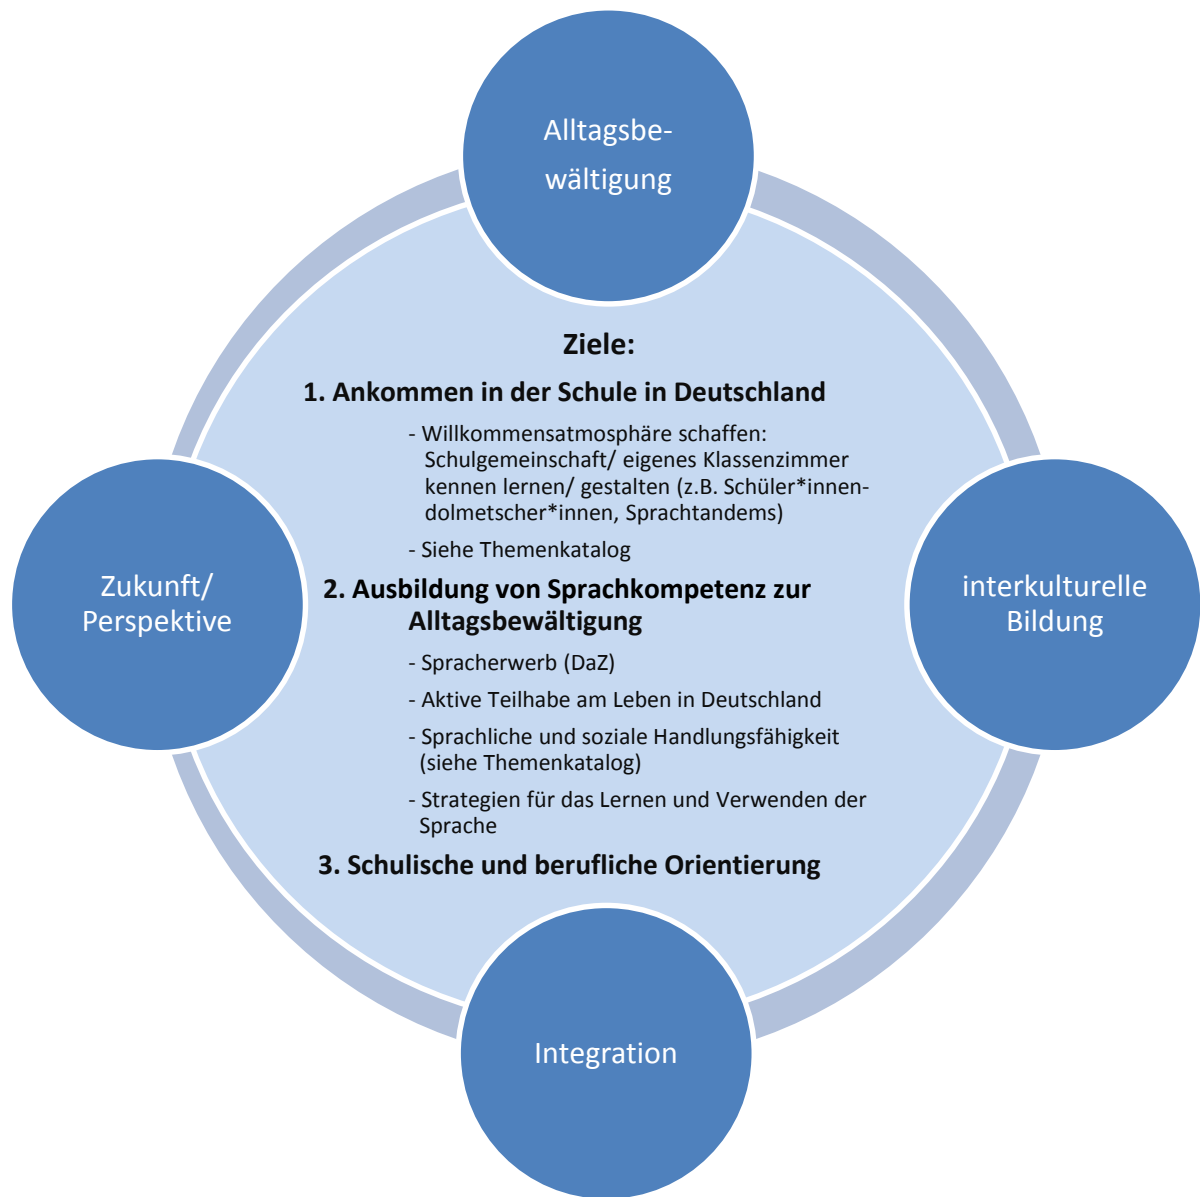 Alltagsbe-
wältigung
Ziele:
1. Ankommen in der Schule in Deutschland
- Willkommensatmosphäre schaffen:
Schulgemeinschaft/ eigenes Klassenzimmer
kennen lernen/ gestalten (z.B. Schüler*innen-
dolmetscher*innen, Sprachtandems)
- Siehe Themenkatalog
2. Ausbildung von Sprachkompetenz zur
Alltagsbewältigung
- Spracherwerb (DaZ)
- Aktive Teilhabe am Leben in Deutschland
- Sprachliche und soziale Handlungsfähigkeit
(siehe Themenkatalog)
- Strategien für das Lernen und Verwenden der
Sprache
3. Schulische und berufliche Orientierung
Zukunft/
Perspektive
interkulturelle
Bildung
Integration